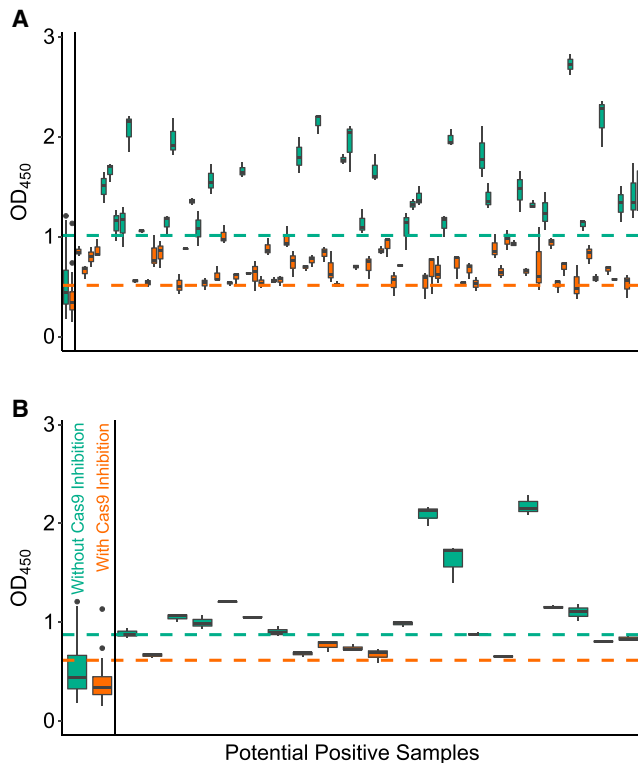 A
3
2
1
0
OD450
B
3
2
1
0
OD450
Without Cas9 Inhibition
With Cas9 Inhibition
Potential Positive Samples